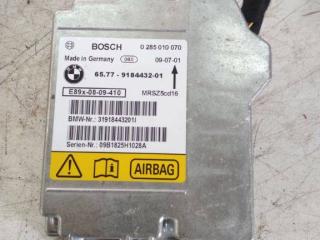 BOSCH 0 285 010 070
Made in Germany 09-07-01
65.77 - 9184432-01
E89x-08-09-410 MRSZ5cd16
BMW-Nr.: 31918443201I
Serien-Nr.: 09B1825H1028A
AIRBAG